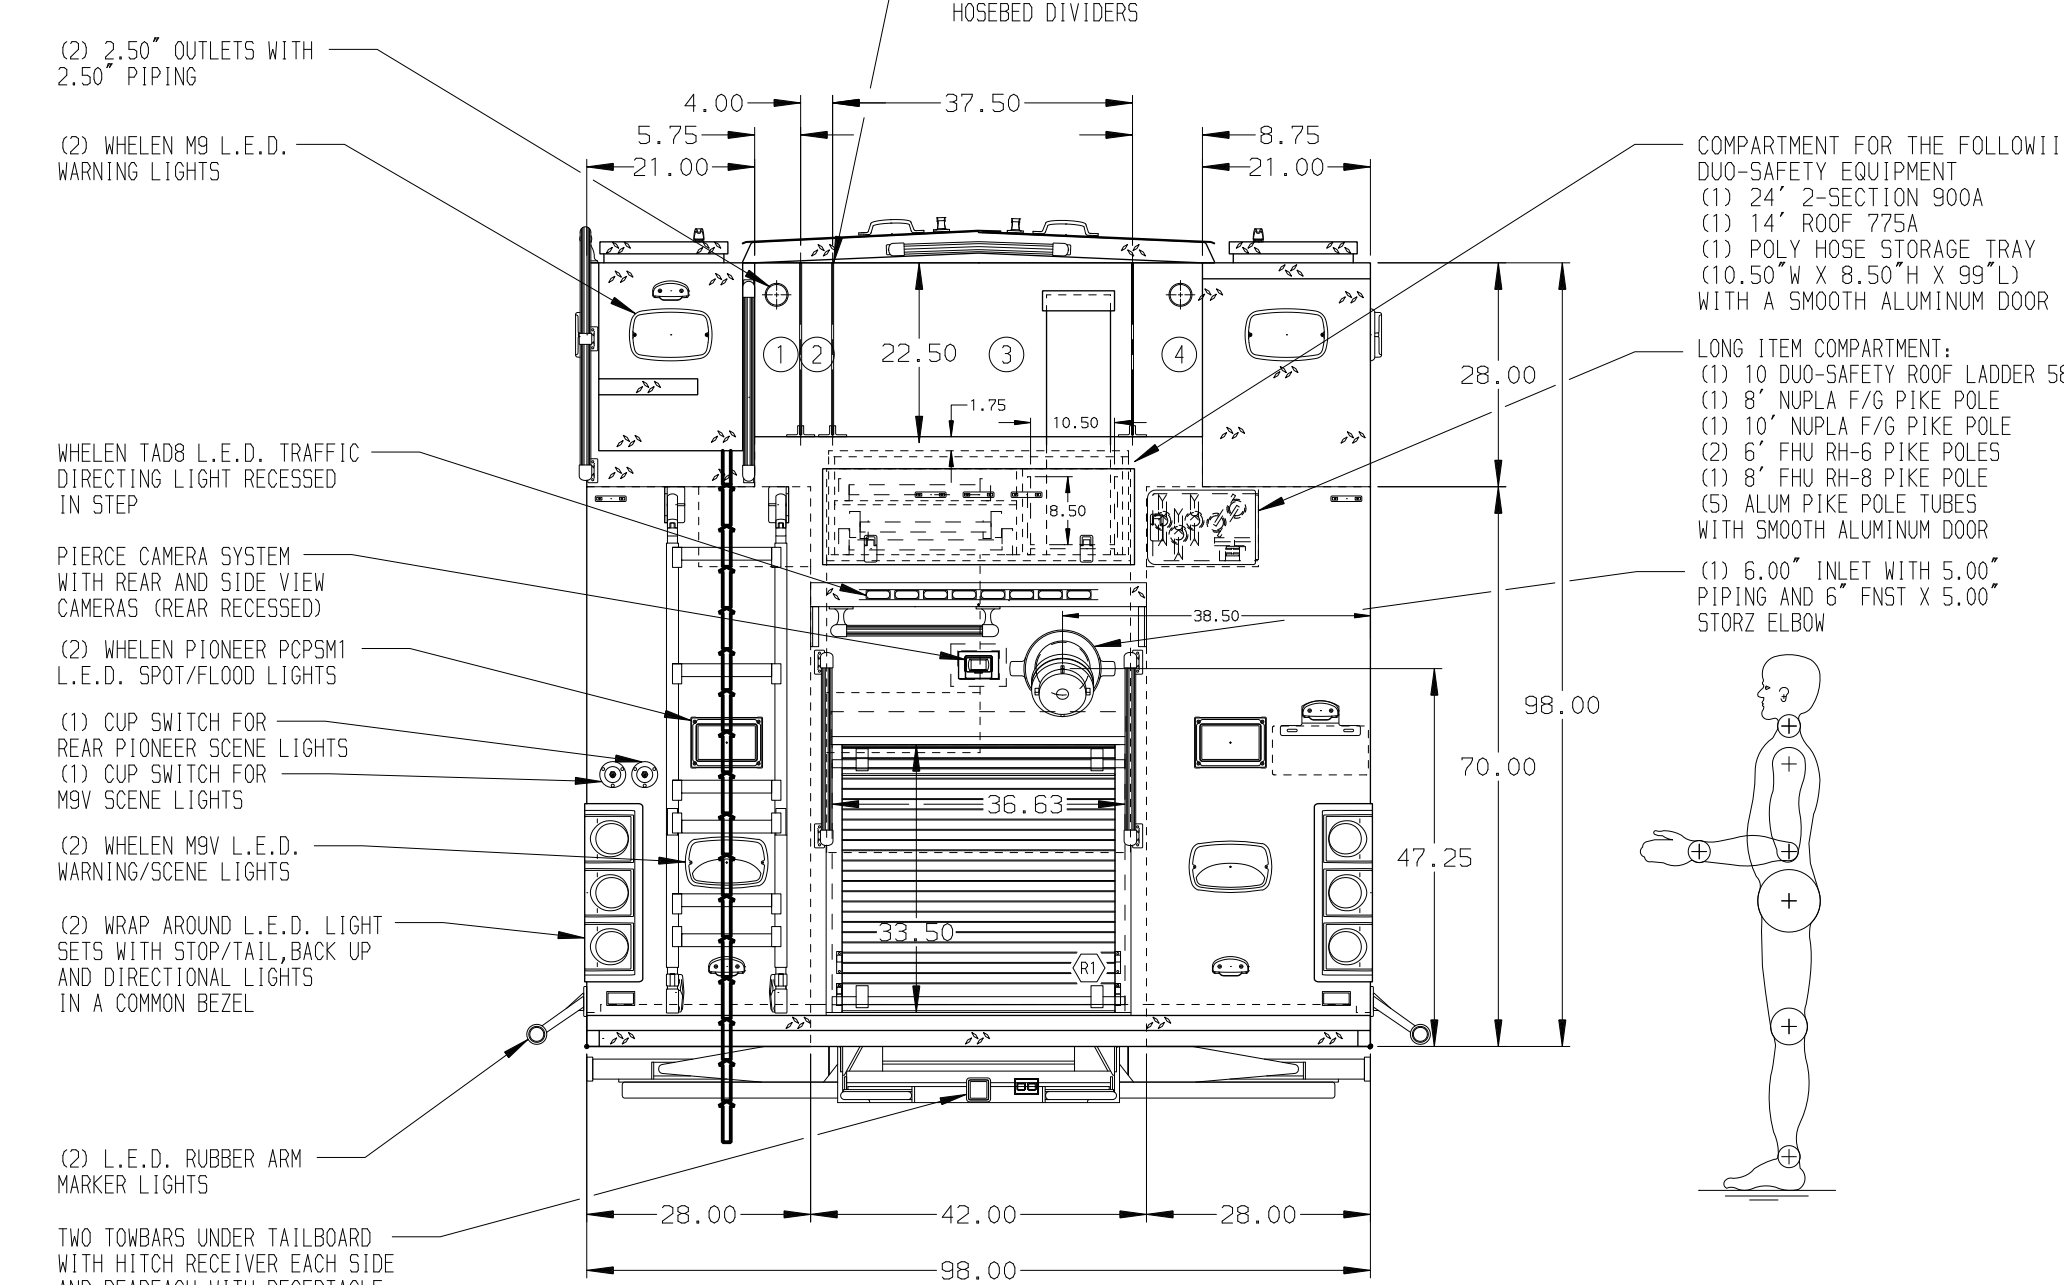 HOSEBED DIVIDERS
(2) 2.50" OUTLETS WITH
2.50" PIPING
(2) WHELEN M9 L.E.D.
WARNING LIGHTS
WHELEN TAD8 L.E.D. TRAFFIC
DIRECTING LIGHT RECESSED
IN STEP
PIERCE CAMERA SYSTEM
WITH REAR AND SIDE VIEW
CAMERAS (REAR RECESSED)
(2) WHELEN PIONEER PCPSM1
L.E.D. SPOT/FLOOD LIGHTS
(1) CUP SWITCH FOR
REAR PIONEER SCENE LIGHTS
(1) CUP SWITCH FOR
M9V SCENE LIGHTS
(2) WHELEN M9V L.E.D.
WARNING/SCENE LIGHTS
(2) WRAP AROUND L.E.D. LIGHT
SETS WITH STOP/TAIL,BACK UP
AND DIRECTIONAL LIGHTS
IN A COMMON BEZEL
(2) L.E.D. RUBBER ARM
MARKER LIGHTS
TWO TOWBARS UNDER TAILBOARD
WITH HITCH RECEIVER EACH SIDE
4.00
37.50
5.75
8.75
21.00
21.00
1
2
22.50
3
4
28.00
1.75
10.50
8.50
38.50
98.00
70.00
36.63
47.25
33.50
R1
28.00
42.00
28.00
98.00
COMPARTMENT FOR THE
DUO-SAFETY EQUIPMENT
(1) 24' 2-SECTION 900A
(1) 14' ROOF 775A
(1) POLY HOSE STORAGE TRAY
(10.50"W X 8.50"H X 99"L)
WITH A SMOOTH ALUMINUM DOOR
LONG ITEM COMPARTMENT:
(1) 10 DUO-SAFETY ROOF LADDER
(1) 8' NUPLA F/G PIKE POLE
(1) 10' NUPLA F/G PIKE POLE
(2) 6' FHU RH-6 PIKE POLES
(1) 8' FHU RH-8 PIKE POLE
(5) ALUM PIKE POLE TUBES
WITH SMOOTH ALUMINUM DOOR
(1) 6.00" INLET WITH 5.00"
PIPING AND 6" FNST X 5.00"
STORZ ELBOW